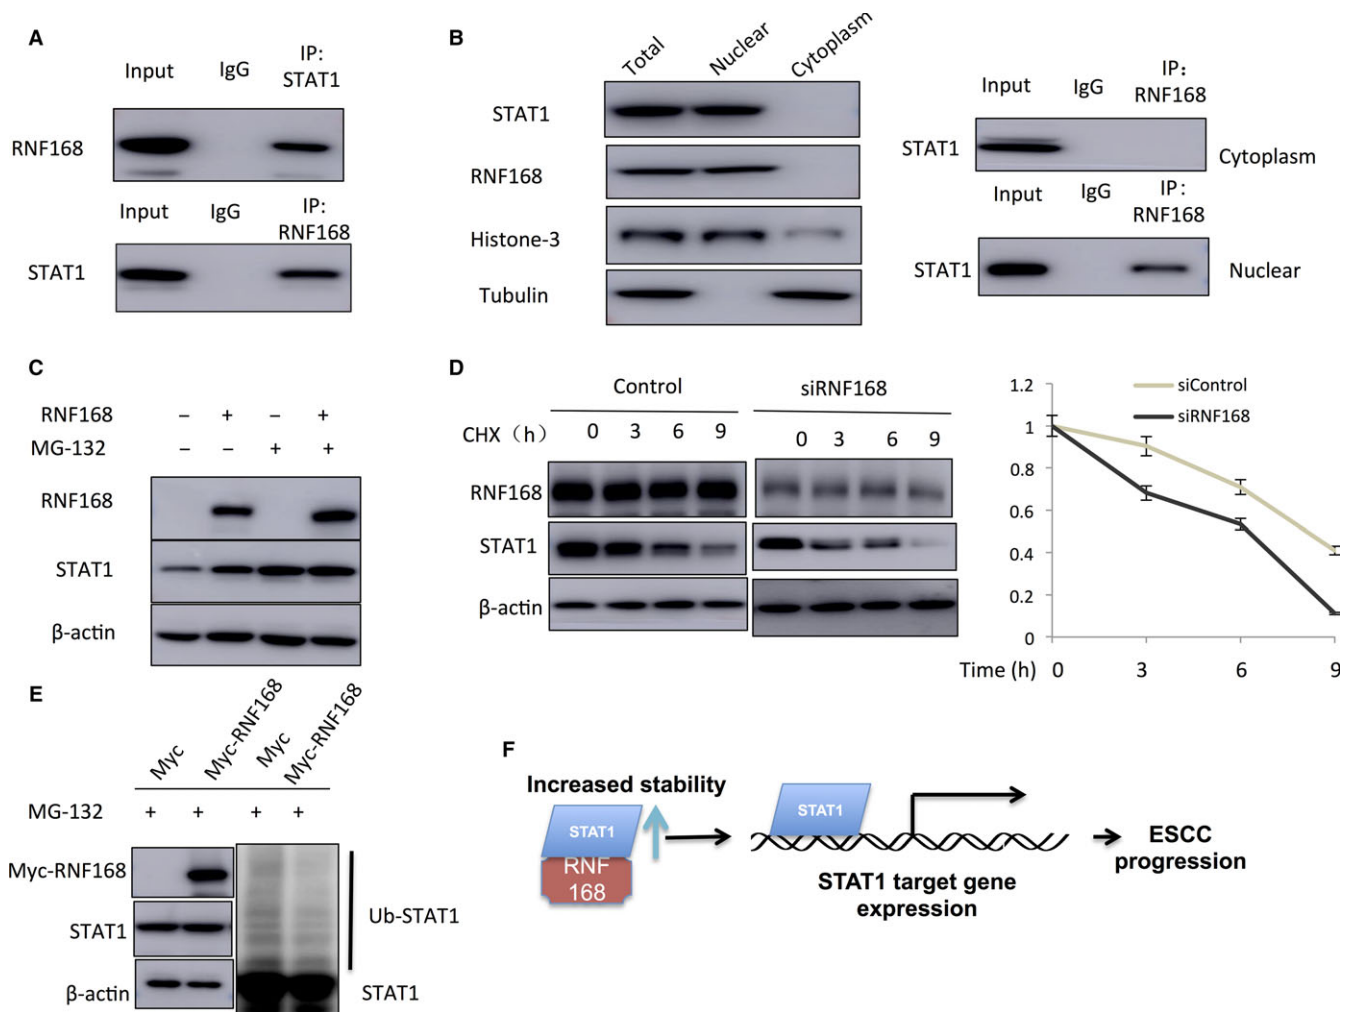 A
Input IgG IP: STAT1
RNF168
Input IgG IP: RNF168
STAT1
B
Total Nuclear Cytoplasm
STAT1
RNF168
Histone-3
Tubulin
Input IgG IP: RNF168
STAT1 Cytoplasm
Input IgG IP: RNF168
STAT1 Nuclear
C
RNF168 – + – +
MG-132 – – + +
RNF168
STAT1
β-actin
D
Control siRNF168
CHX (h) 0 3 6 9 0 3 6 9
RNF168
STAT1
β-actin
siControl
siRNF168
1.2
1
0.8
0.6
0.4
0.2
0
Time (h) 0 3 6 9
E
Myc Myc-RNF168 Myc Myc-RNF168
MG-132 + + + +
Myc-RNF168
STAT1
β-actin
Ub-STAT1
STAT1
F
Increased stability
STAT1
RNF
168
STAT1
STAT1 target gene
expression
ESCC
progression